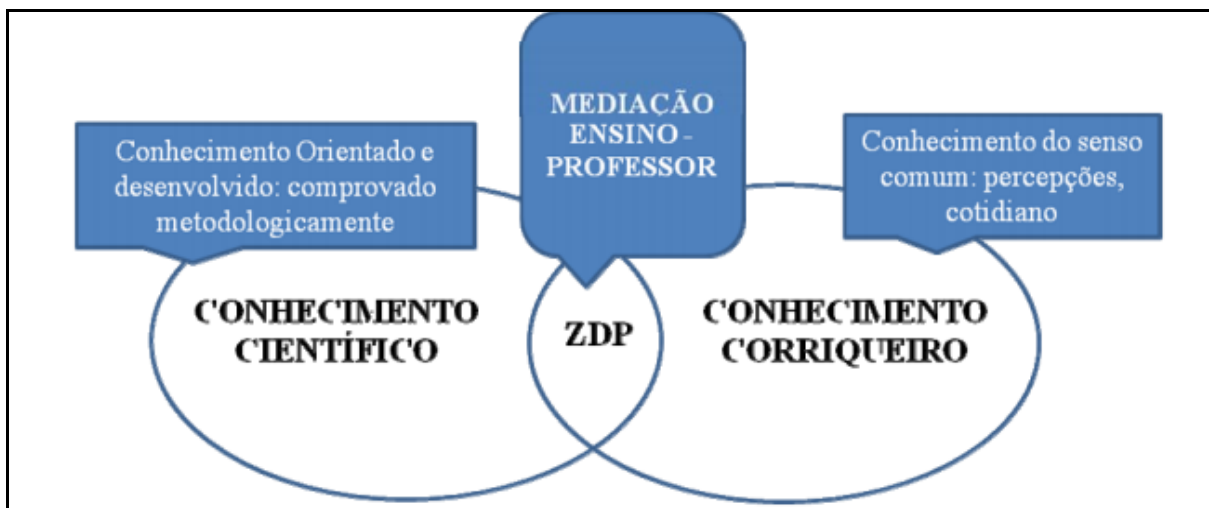 MEDIAÇÃO
ENSINO -
PROFESSOR
Conhecimento Orientado e
desenvolvido: comprovado
metodologicamente
Conhecimento do senso
comum: percepções,
cotidiano
CONHECIMENTO
CIENTÍFICO
ZDP
CONHECIMENTO
CORRIQUEIRO